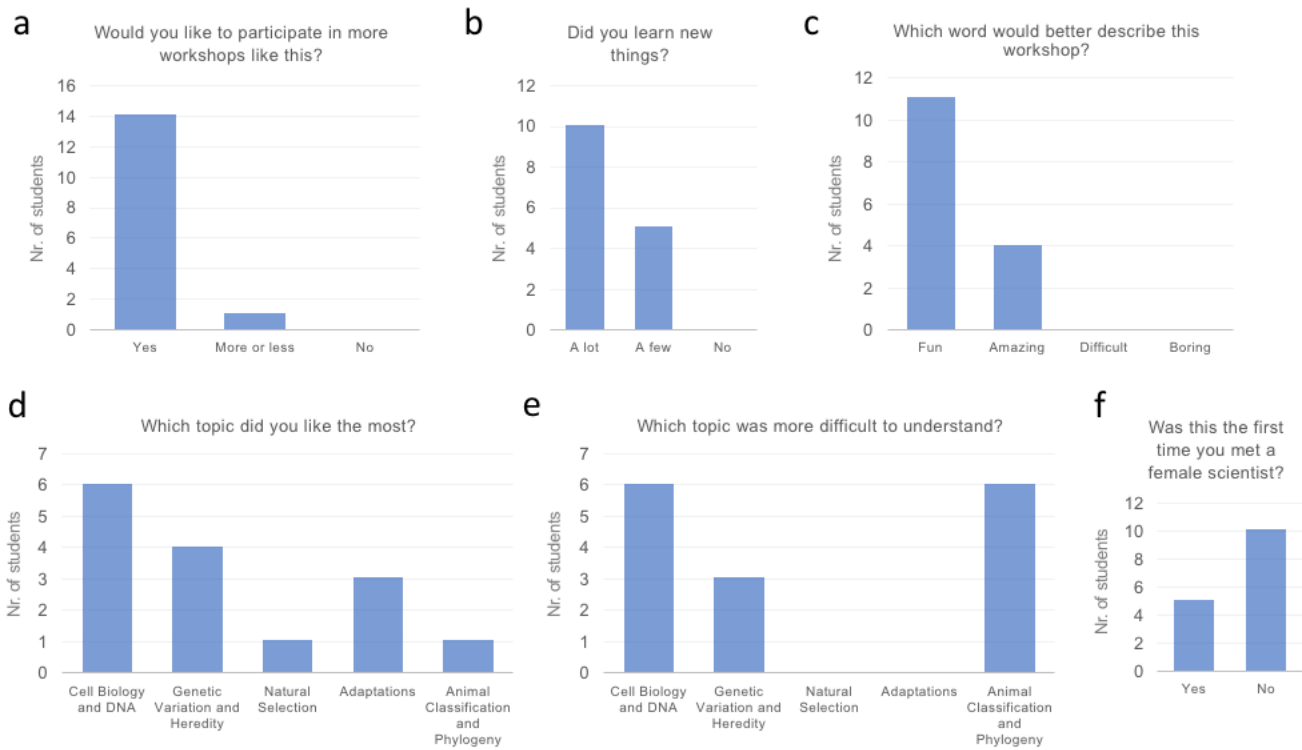 a
Would you like to participate in more
workshops like this?
Nr. of students
16
14
12
10
8
6
4
2
0
Yes More or less No
b
Did you learn new
things?
Nr. of students
12
10
8
6
4
2
0
A lot A few No
c
Which word would better describe this
workshop?
Nr. of students
12
10
8
6
4
2
0
Fun Amazing Difficult Boring
d
Which topic did you like the most?
Nr. of students
7
6
5
4
3
2
1
0
Cell Biology
and DNA
Genetic
Variation and
Heredity
Natural
Selection
Adaptations
Animal
Classification
and
Phylogeny
e
Which topic was more difficult to understand?
Nr. of students
7
6
5
4
3
2
1
0
Cell Biology
and DNA
Genetic
Variation and
Heredity
Natural
Selection
Adaptations
Animal
Classification
and
Phylogeny
f
Was this the first
time you met a
female scientist?
Nr. of students
12
10
8
6
4
2
0
Yes No